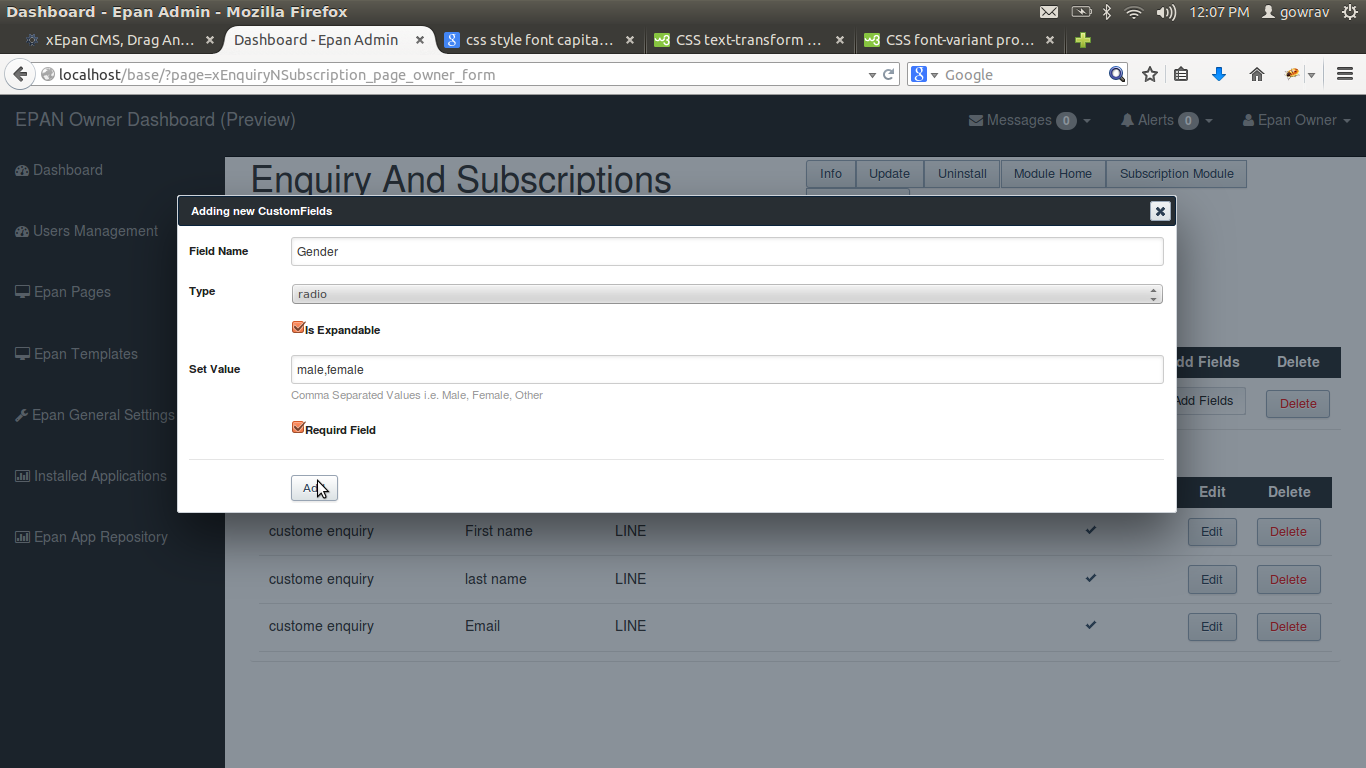 Dashboard - Epan Admin - Mozilla Firefox
12:07 PM gowrav
xEpan CMS, Drag An...
Dashboard - Epan Admin
css style font capita...
CSS text-transform ...
CSS font-variant pro...
localhost/base/?page=xEnquiryNSubscription_page_owner_form
Google
EPAN Owner Dashboard (Preview)
Messages 0
Alerts 0
Epan Owner
Dashboard
Users Management
Epan Pages
Epan Templates
Epan General Settings
Installed Applications
Epan App Repository
Enquiry And Subscriptions
Info Update Uninstall Module Home Subscription Module
Adding new CustomFields
Field Name Gender
Type radio
Is Expandable
Set Value male,female
Comma Separated Values i.e. Male, Female, Other
Requird Field
dd Fields Delete
Add Fields Delete
Edit Delete
custome enquiry First name LINE Edit Delete
custome enquiry last name LINE Edit Delete
custome enquiry Email LINE Edit Delete